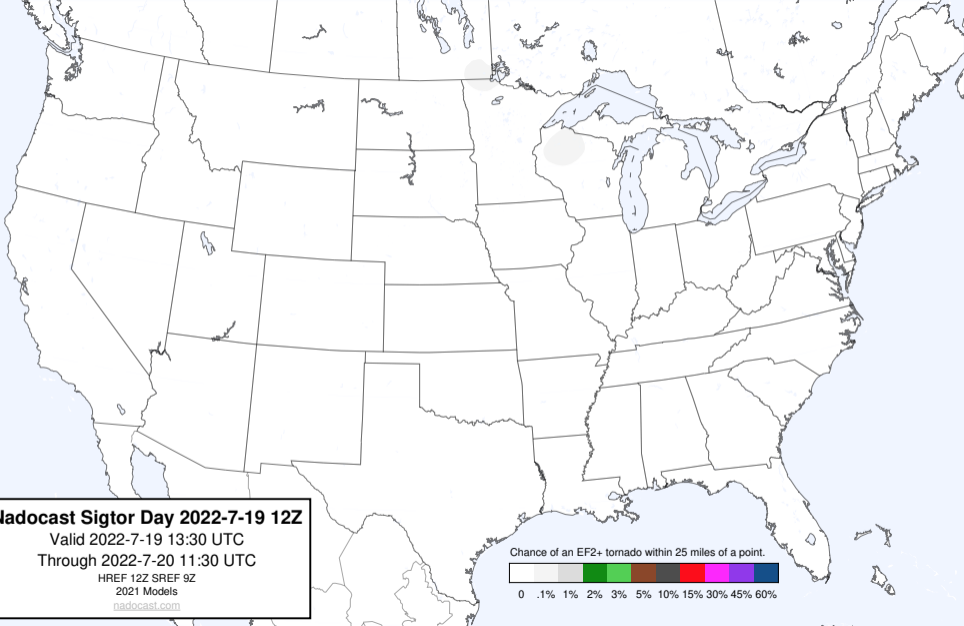 Nadocast Sigtor Day 2022-7-19 12Z
Valid 2022-7-19 13:30 UTC
Through 2022-7-20 11:30 UTC
HREF 12Z SREF 9Z
2021 Models
nadocast.com
Chance of an EF2+ tornado within 25 miles of a point.
0 .1% 1% 2% 3% 5% 10% 15% 30% 45% 60%